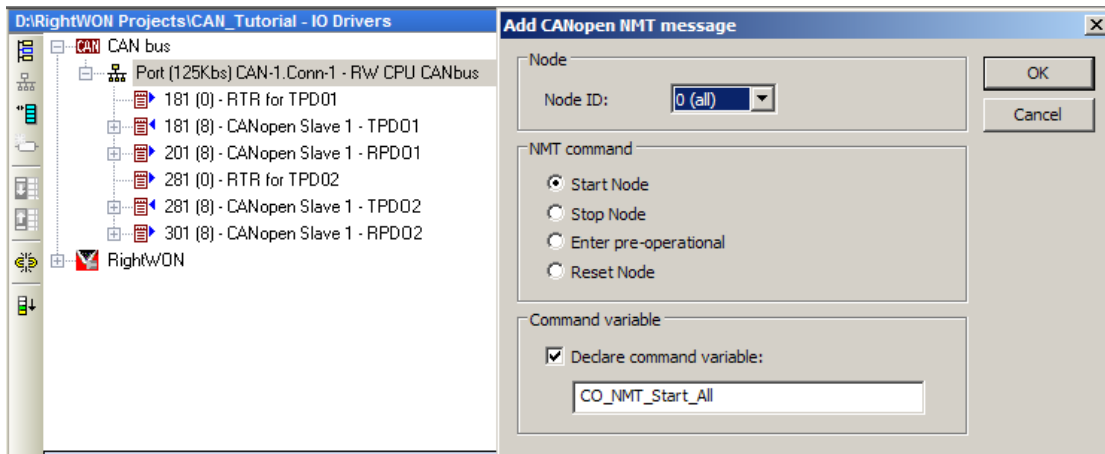 D:\RightWON Projects\CAN_Tutorial - IO Drivers
CAN CAN bus
Port (125Kbs) CAN-1.Conn-1 - RW CPU CANbus
181 (0) - RTR for TPDO1
181 (8) - CANopen Slave 1 - TPDO1
201 (8) - CANopen Slave 1 - RPDO1
281 (0) - RTR for TPDO2
281 (8) - CANopen Slave 1 - TPDO2
301 (8) - CANopen Slave 1 - RPDO2
RightWON
Add CANopen NMT message
Node
Node ID:
0 (all)
OK
Cancel
NMT command
Start Node
Stop Node
Enter pre-operational
Reset Node
Command variable
Declare command variable:
CO_NMT_Start_All